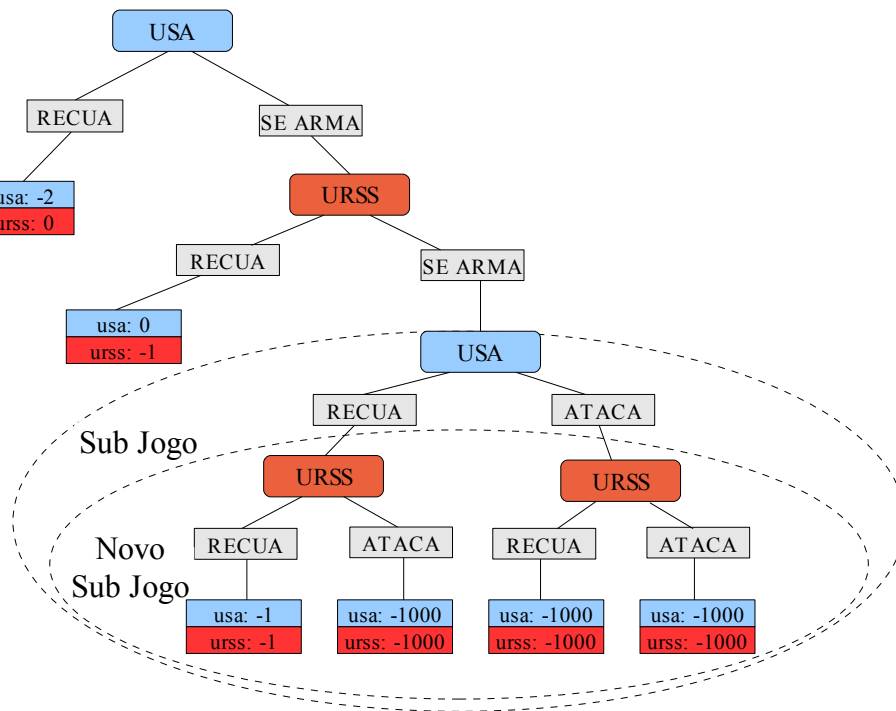 USA
RECUA
SE ARMA
usa: -2
urss: 0
URSS
RECUA
SE ARMA
usa: 0
urss: -1
USA
RECUA
ATACA
Sub Jogo
URSS
URSS
Novo
Sub Jogo
RECUA
ATACA
RECUA
ATACA
usa: -1
urss: -1
usa: -1000
urss: -1000
usa: -1000
urss: -1000
usa: -1000
urss: -1000